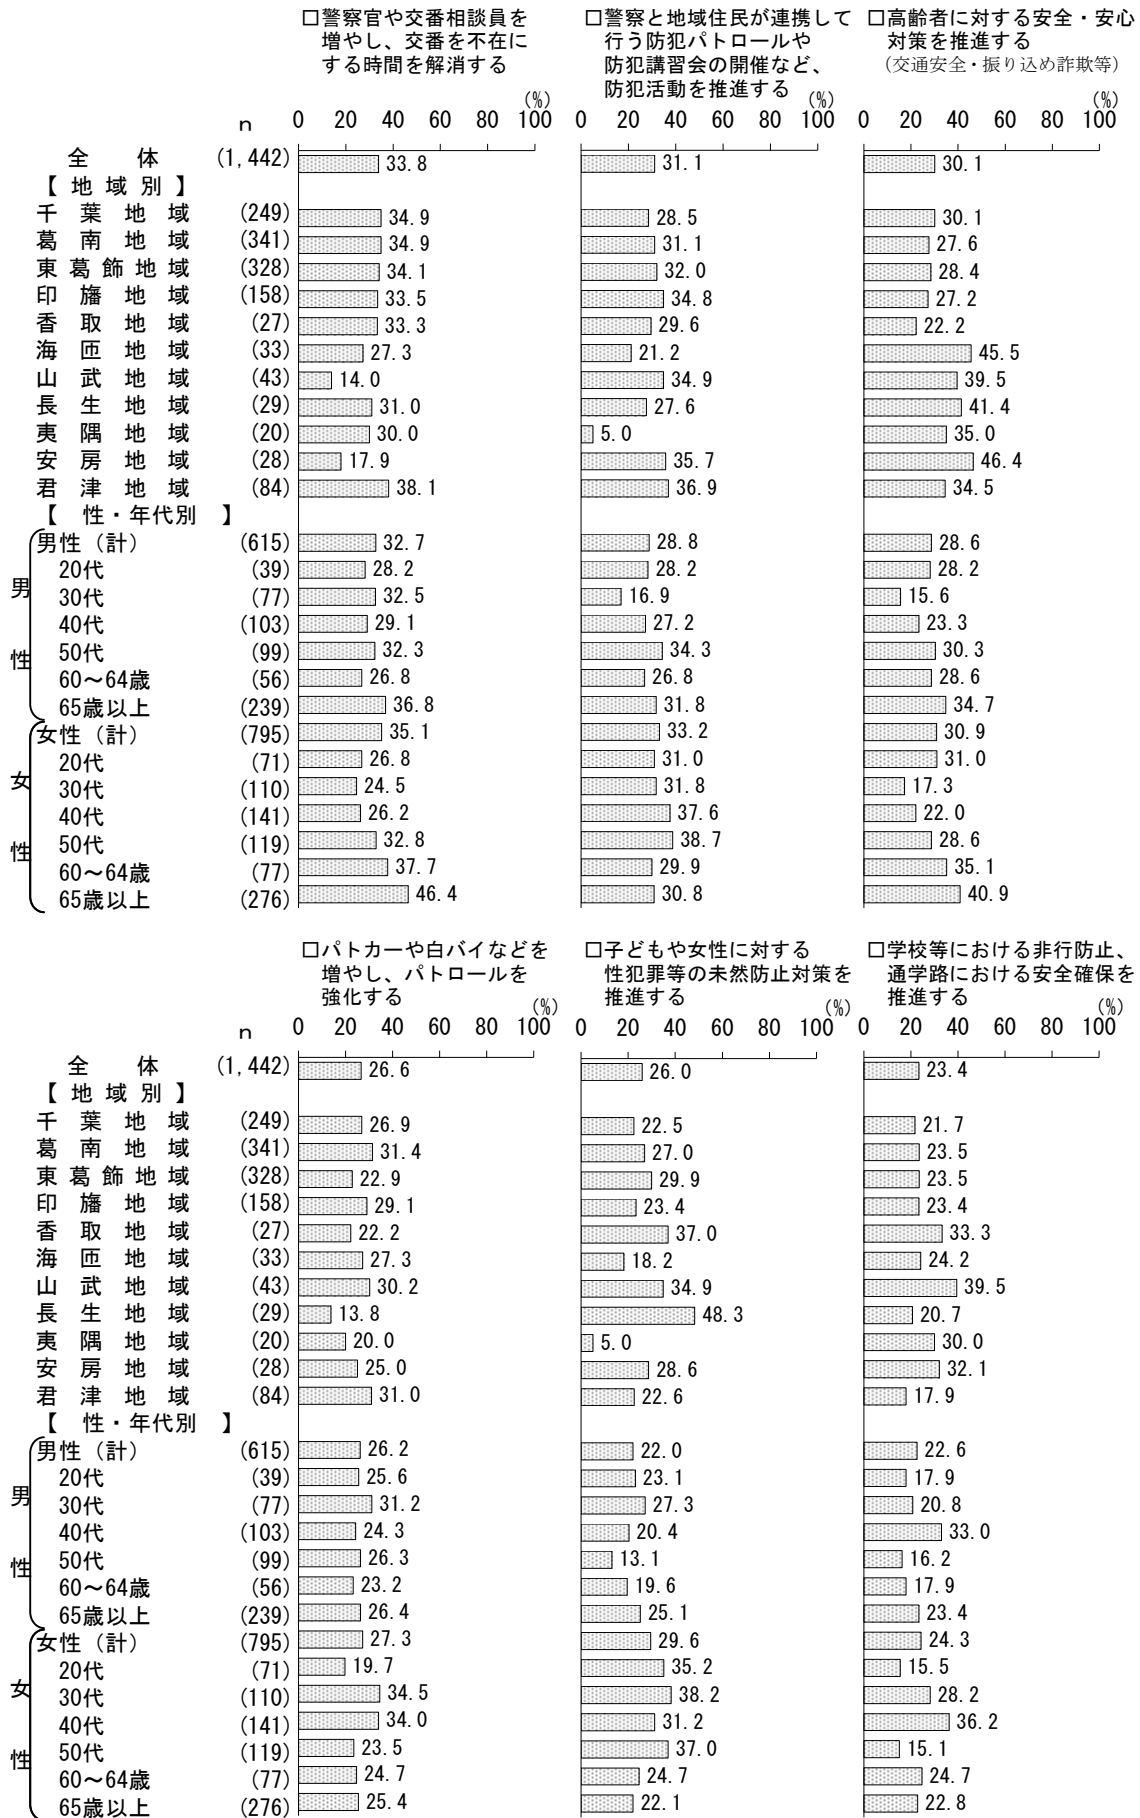 □警察官や交番相談員を
増やし、交番を不在に
する時間を解消する
□警察と地域住民が連携して
行う防犯パトロールや
防犯講習会の開催など、
防犯活動を推進する
□高齢者に対する安全・安心
対策を推進する
(交通安全・振り込め詐欺等)
(%) (%) (%)
n 0 20 40 60 80 100 0 20 40 60 80 100 0 20 40 60 80 100
全体 (1,442) 33.8 31.1 30.1
【地域別】
千葉地域 (249) 34.9 28.5 30.1
葛南地域 (341) 34.9 31.1 27.6
東葛飾地域 (328) 34.1 32.0 28.4
印旛地域 (158) 33.5 34.8 27.2
香取地域 (27) 33.3 29.6 22.2
海匝地域 (33) 27.3 21.2 45.5
山武地域 (43) 14.0 34.9 39.5
長生地域 (29) 31.0 27.6 41.4
夷隅地域 (20) 30.0 5.0 35.0
安房地域 (28) 17.9 35.7 46.4
君津地域 (84) 38.1 36.9 34.5
【性・年代別】
男性
男性(計) (615) 32.7 28.8 28.6
20代 (39) 28.2 28.2 28.2
30代 (77) 32.5 16.9 15.6
40代 (103) 29.1 27.2 23.3
50代 (99) 32.3 34.3 30.3
60~64歳 (56) 26.8 26.8 28.6
65歳以上 (239) 36.8 31.8 34.7
女性
女性(計) (795) 35.1 33.2 30.9
20代 (71) 26.8 31.0 31.0
30代 (110) 24.5 31.8 17.3
40代 (141) 26.2 37.6 22.0
50代 (119) 32.8 38.7 28.6
60~64歳 (77) 37.7 29.9 35.1
65歳以上 (276) 46.4 30.8 40.9
□パトカーや白バイなどを
増やし、パトロールを
強化する
□子どもや女性に対する
性犯罪等の未然防止対策を
推進する
□学校等における非行防止、
通学路における安全確保を
推進する
(%) (%) (%)
n 0 20 40 60 80 100 0 20 40 60 80 100 0 20 40 60 80 100
全体 (1,442) 26.6 26.0 23.4
【地域別】
千葉地域 (249) 26.9 22.5 21.7
葛南地域 (341) 31.4 27.0 23.5
東葛飾地域 (328) 22.9 29.9 23.5
印旛地域 (158) 29.1 23.4 23.4
香取地域 (27) 22.2 37.0 33.3
海匝地域 (33) 27.3 18.2 24.2
山武地域 (43) 30.2 34.9 39.5
長生地域 (29) 13.8 48.3 20.7
夷隅地域 (20) 20.0 5.0 30.0
安房地域 (28) 25.0 28.6 32.1
君津地域 (84) 31.0 22.6 17.9
【性・年代別】
男性
男性(計) (615) 26.2 22.0 22.6
20代 (39) 25.6 23.1 17.9
30代 (77) 31.2 27.3 20.8
40代 (103) 24.3 20.4 33.0
50代 (99) 26.3 13.1 16.2
60~64歳 (56) 23.2 19.6 17.9
65歳以上 (239) 26.4 25.1 23.4
女性
女性(計) (795) 27.3 29.6 24.3
20代 (71) 19.7 35.2 15.5
30代 (110) 34.5 38.2 28.2
40代 (141) 34.0 31.2 36.2
50代 (119) 23.5 37.0 15.1
60~64歳 (77) 24.7 24.7 24.7
65歳以上 (276) 25.4 22.1 22.8